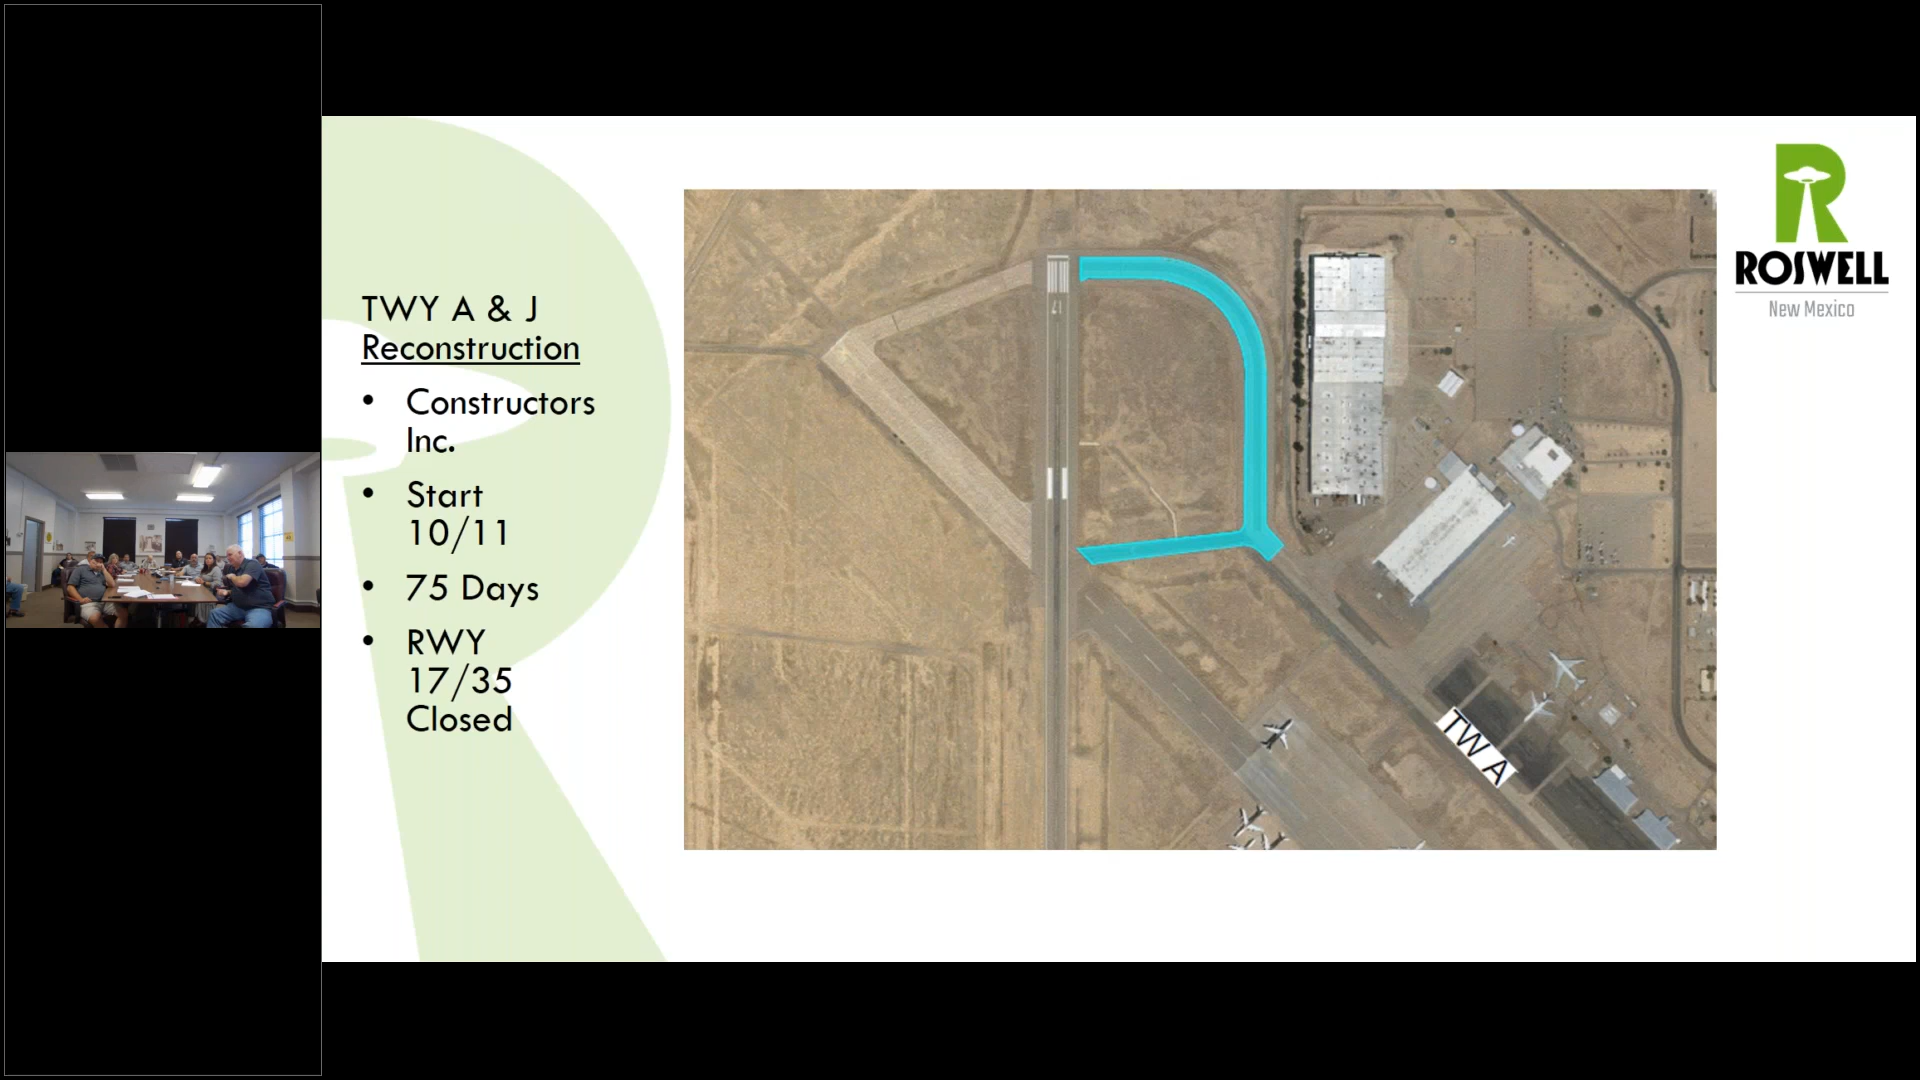 TWY A & J
Reconstruction
• Constructors
Inc.
• Start
10/11
• 75 Days
• RWY
17/35
Closed
17
TW A
R
ROSWELL
New Mexico